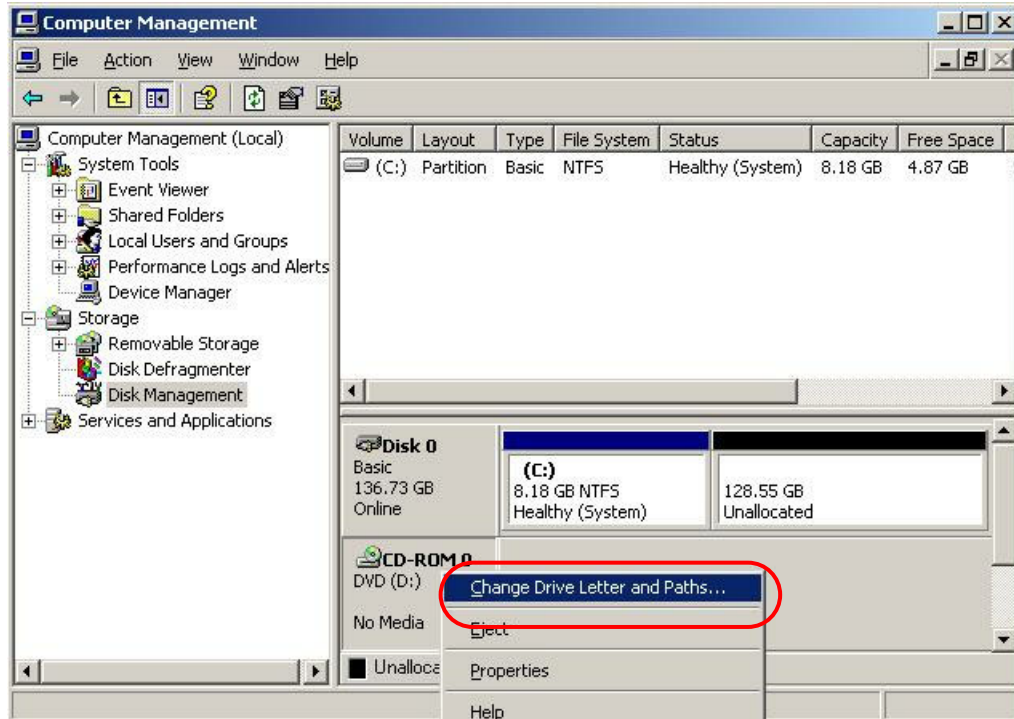 Computer Management
File Action View Window Help
Computer Management (Local)
System Tools
Event Viewer
Shared Folders
Local Users and Groups
Performance Logs and Alerts
Device Manager
Storage
Removable Storage
Disk Defragmenter
Disk Management
Services and Applications
Volume Layout Type File System Status Capacity Free Space
(C:) Partition Basic NTFS Healthy (System) 8.18 GB 4.87 GB
Disk 0
Basic
136.73 GB
Online
(C:)
8.18 GB NTFS
Healthy (System)
128.55 GB
Unallocated
CD-ROM 0
DVD (D:)
No Media
Change Drive Letter and Paths...
Eject
Properties
Help
Unalloca